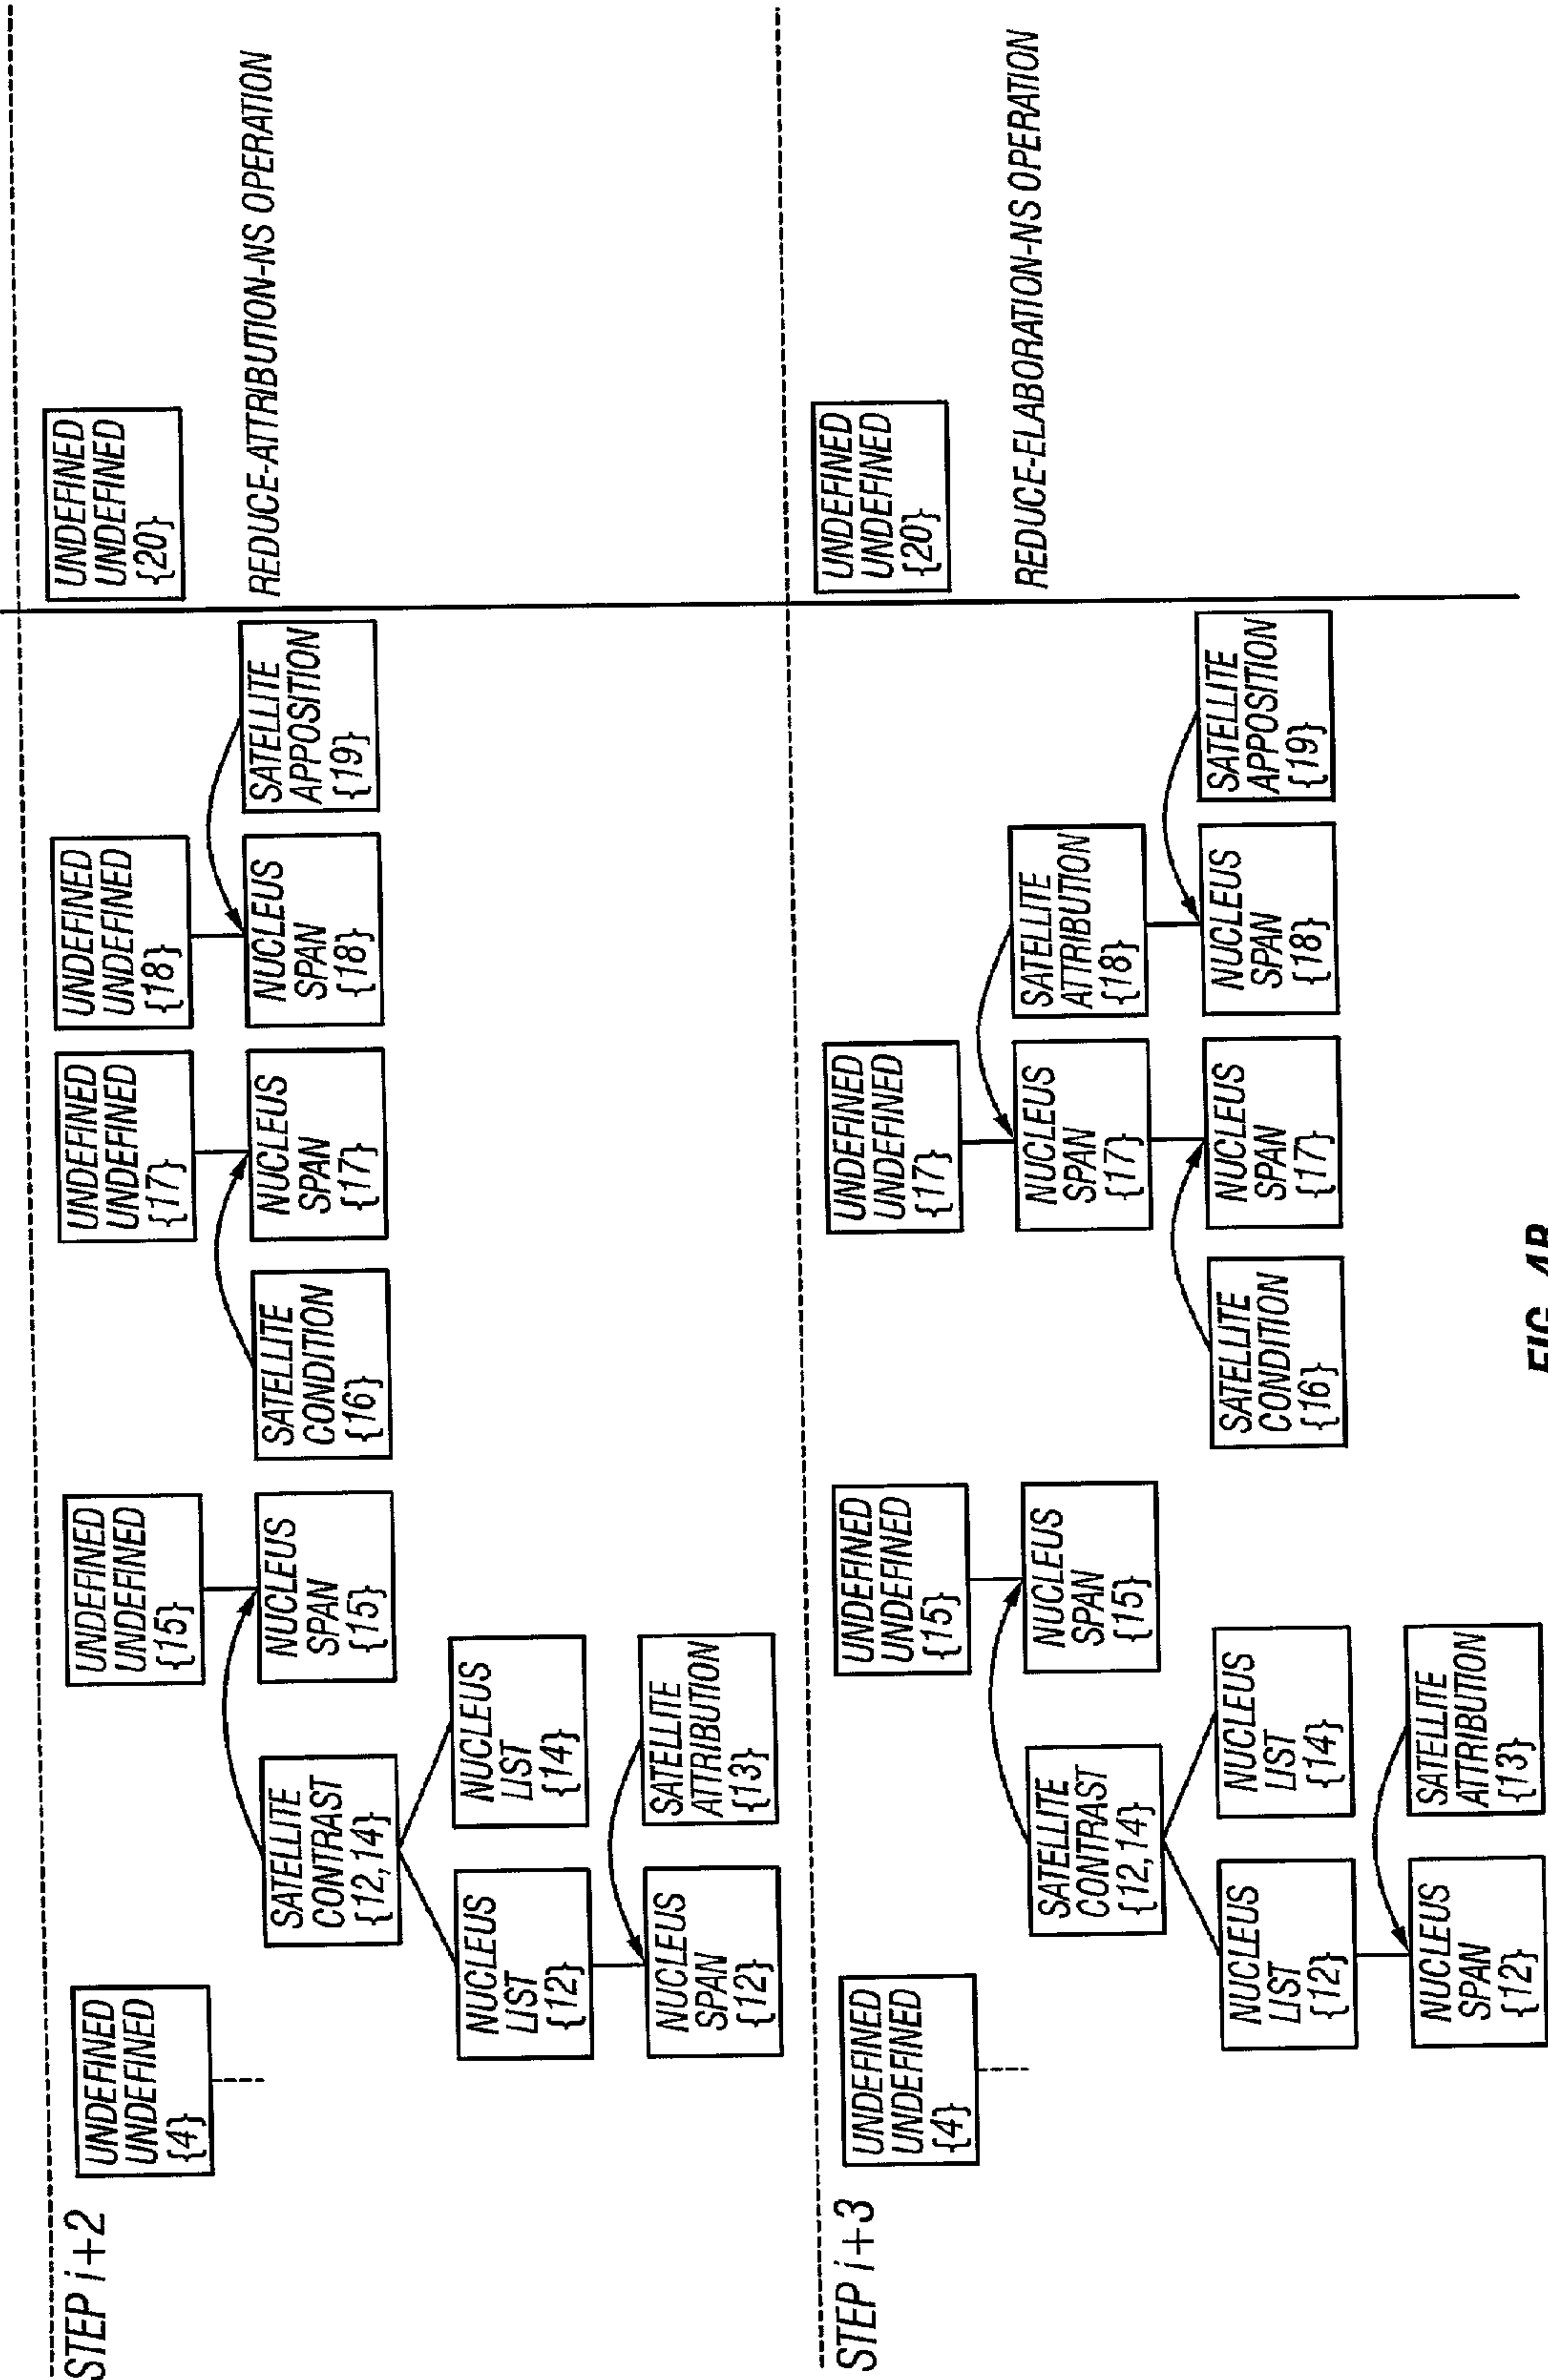 STEP i+2
UNDEFINED
UNDEFINED
{4}
UNDEFINED
UNDEFINED
{15}
UNDEFINED
UNDEFINED
{17}
UNDEFINED
UNDEFINED
{18}
UNDEFINED
UNDEFINED
{20}
SATELLITE
CONTRAST
{12,14}
NUCLEUS
SPAN
{15}
SATELLITE
CONDITION
{16}
NUCLEUS
SPAN
{17}
NUCLEUS
SPAN
{18}
SATELLITE
APPOSITION
{19}
REDUCE-ATTRIBUTION-NS OPERATION
NUCLEUS
LIST
{12}
NUCLEUS
LIST
{14}
NUCLEUS
SPAN
{12}
SATELLITE
ATTRIBUTION
{13}
STEP i+3
UNDEFINED
UNDEFINED
{4}
UNDEFINED
UNDEFINED
{15}
UNDEFINED
UNDEFINED
{17}
UNDEFINED
UNDEFINED
{20}
SATELLITE
CONTRAST
{12,14}
NUCLEUS
SPAN
{15}
NUCLEUS
SPAN
{17}
SATELLITE
ATTRIBUTION
{18}
REDUCE-ELABORATION-NS OPERATION
NUCLEUS
LIST
{12}
NUCLEUS
LIST
{14}
SATELLITE
CONDITION
{16}
NUCLEUS
SPAN
{17}
NUCLEUS
SPAN
{18}
SATELLITE
APPOSITION
{19}
NUCLEUS
SPAN
{12}
SATELLITE
ATTRIBUTION
{13}
FIG. 4B